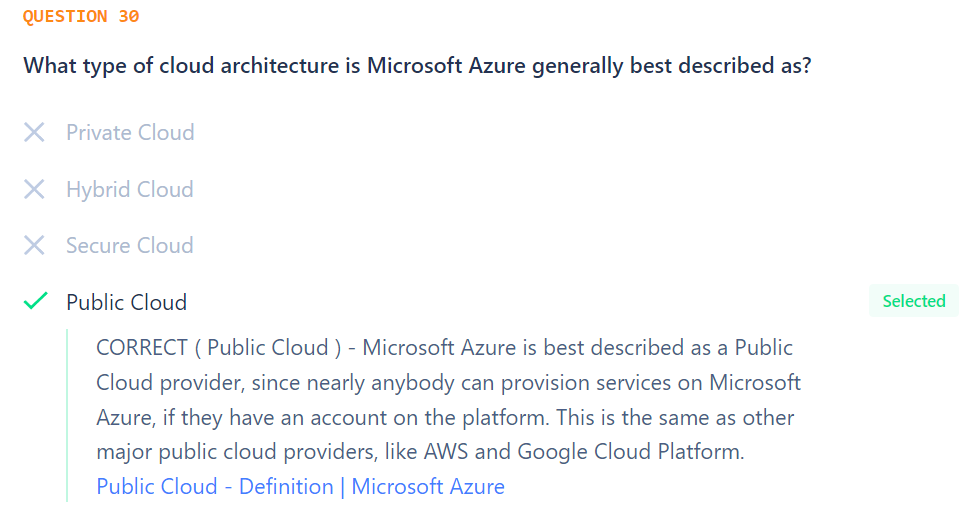 QUESTION 30
What type of cloud architecture is Microsoft Azure generally best described as?
Private Cloud
Hybrid Cloud
Secure Cloud
Public Cloud
Selected
CORRECT ( Public Cloud ) - Microsoft Azure is best described as a Public
Cloud provider, since nearly anybody can provision services on Microsoft
Azure, if they have an account on the platform. This is the same as other
major public cloud providers, like AWS and Google Cloud Platform.
Public Cloud - Definition | Microsoft Azure